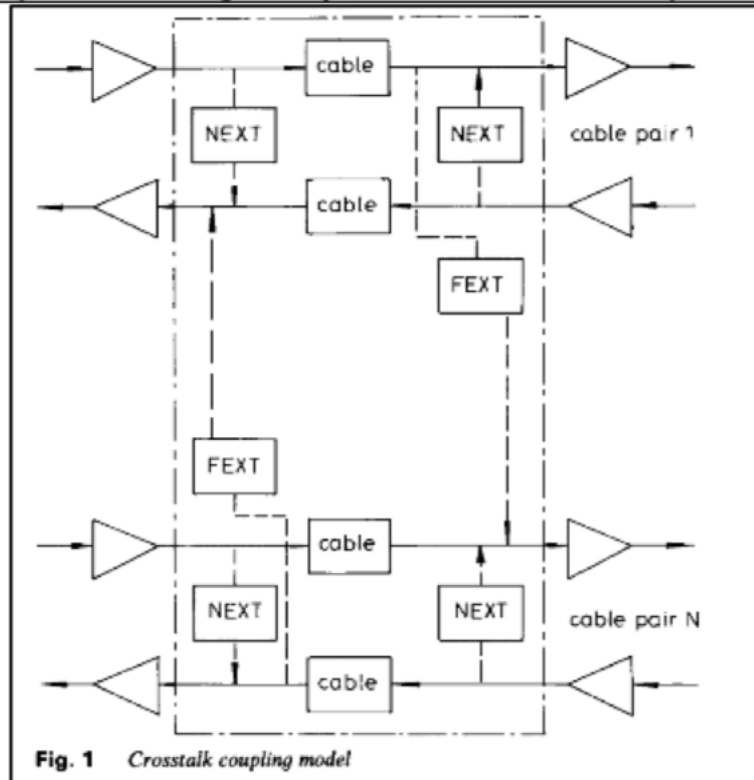 cable
NEXT
NEXT
cable pair 1
cable
FEXT
FEXT
cable
NEXT
NEXT
cable pair N
cable
Fig. 1 Crosstalk coupling model